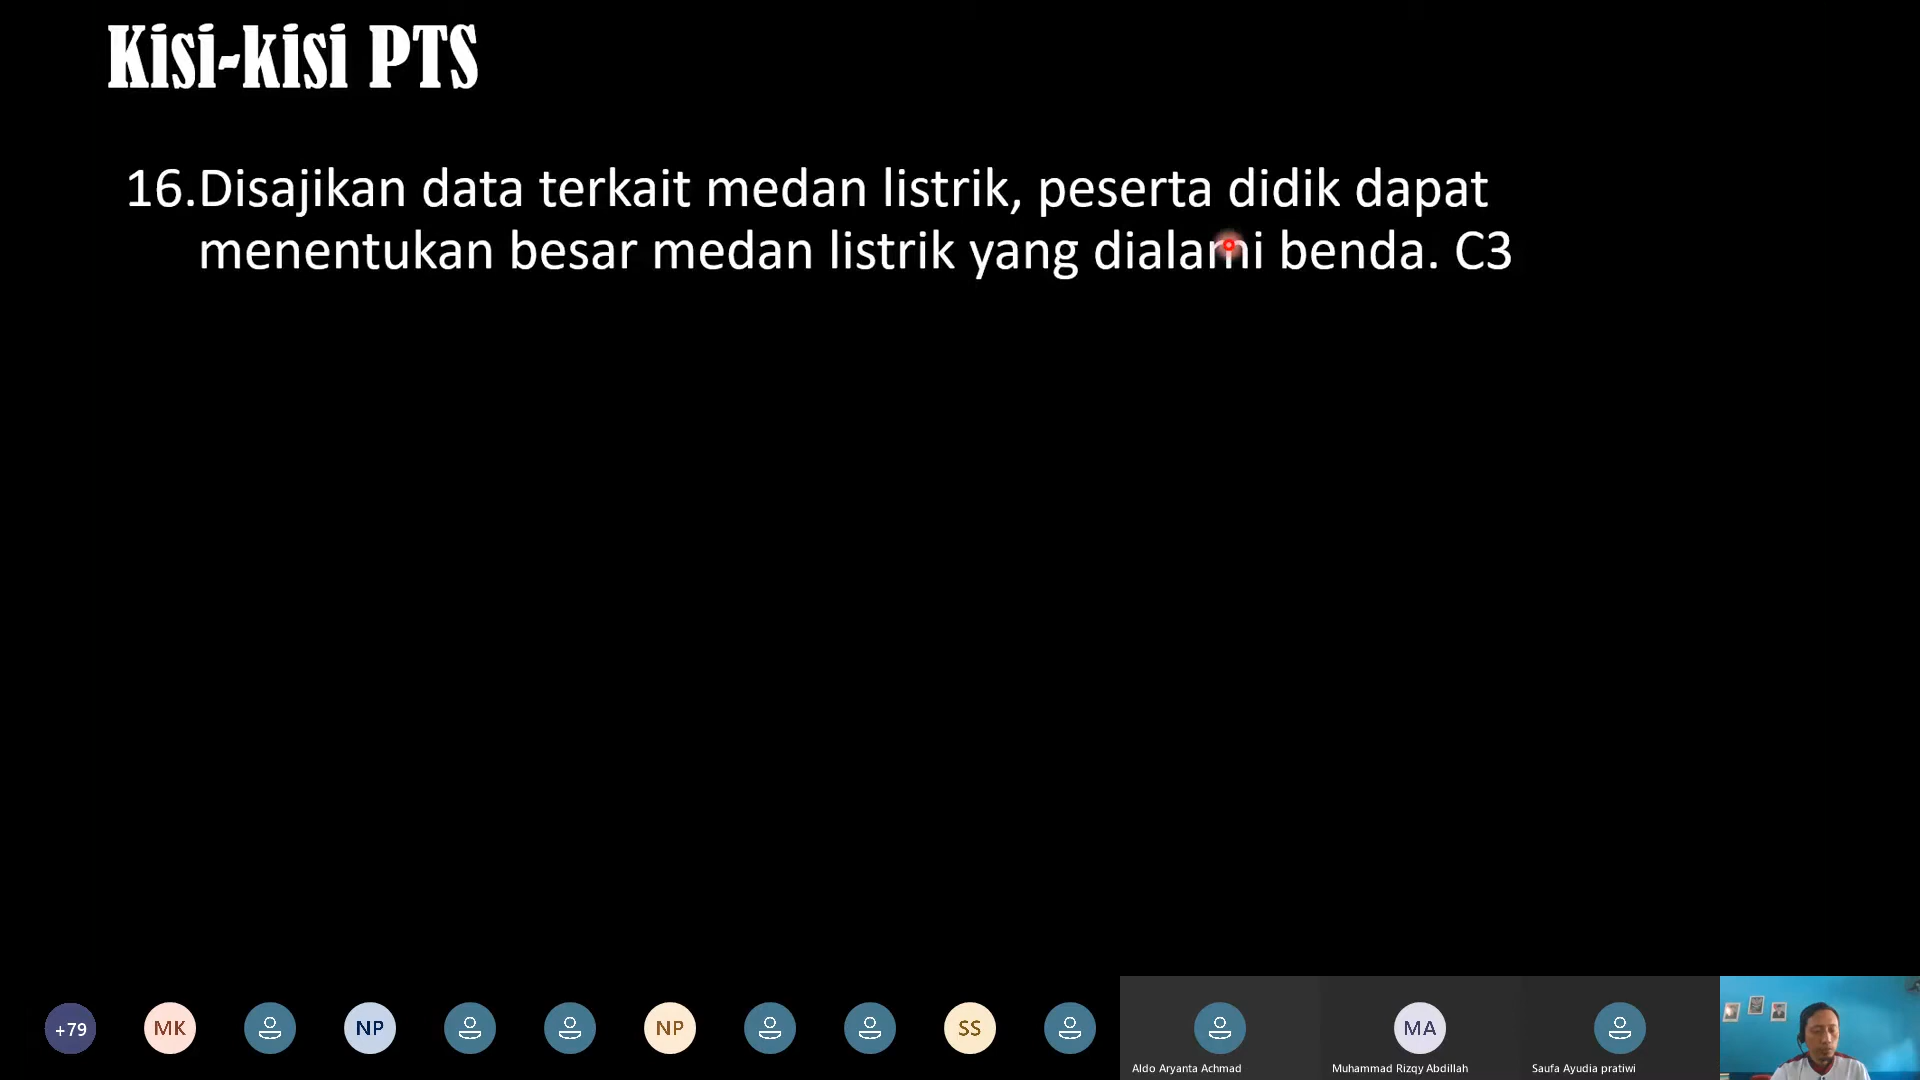 Kisi-kisi PTS
16.Disajikan data terkait medan listrik, peserta didik dapat
menentukan besar medan listrik yang dialami benda. C3
+79
MK
NP
NP
SS
MA
Aldo Aryanta Achmad
Muhammad Rizqy Abdillah
Saufa Ayudia pratiwi